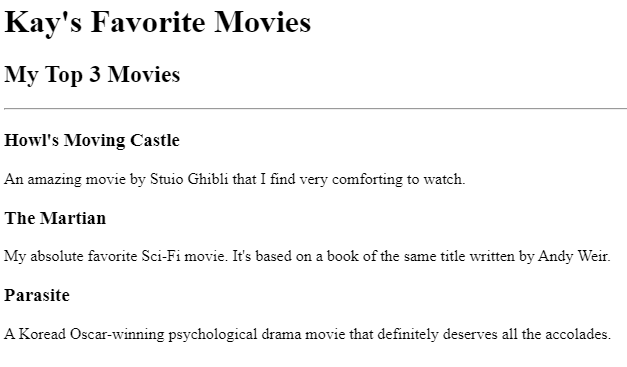 Kay's Favorite Movies
My Top 3 Movies
Howl's Moving Castle
An amazing movie by Stuio Ghibli that I find very comforting to watch.
The Martian
My absolute favorite Sci-Fi movie. It's based on a book of the same title written by Andy Weir.
Parasite
A Koread Oscar-winning psychological drama movie that definitely deserves all the accolades.